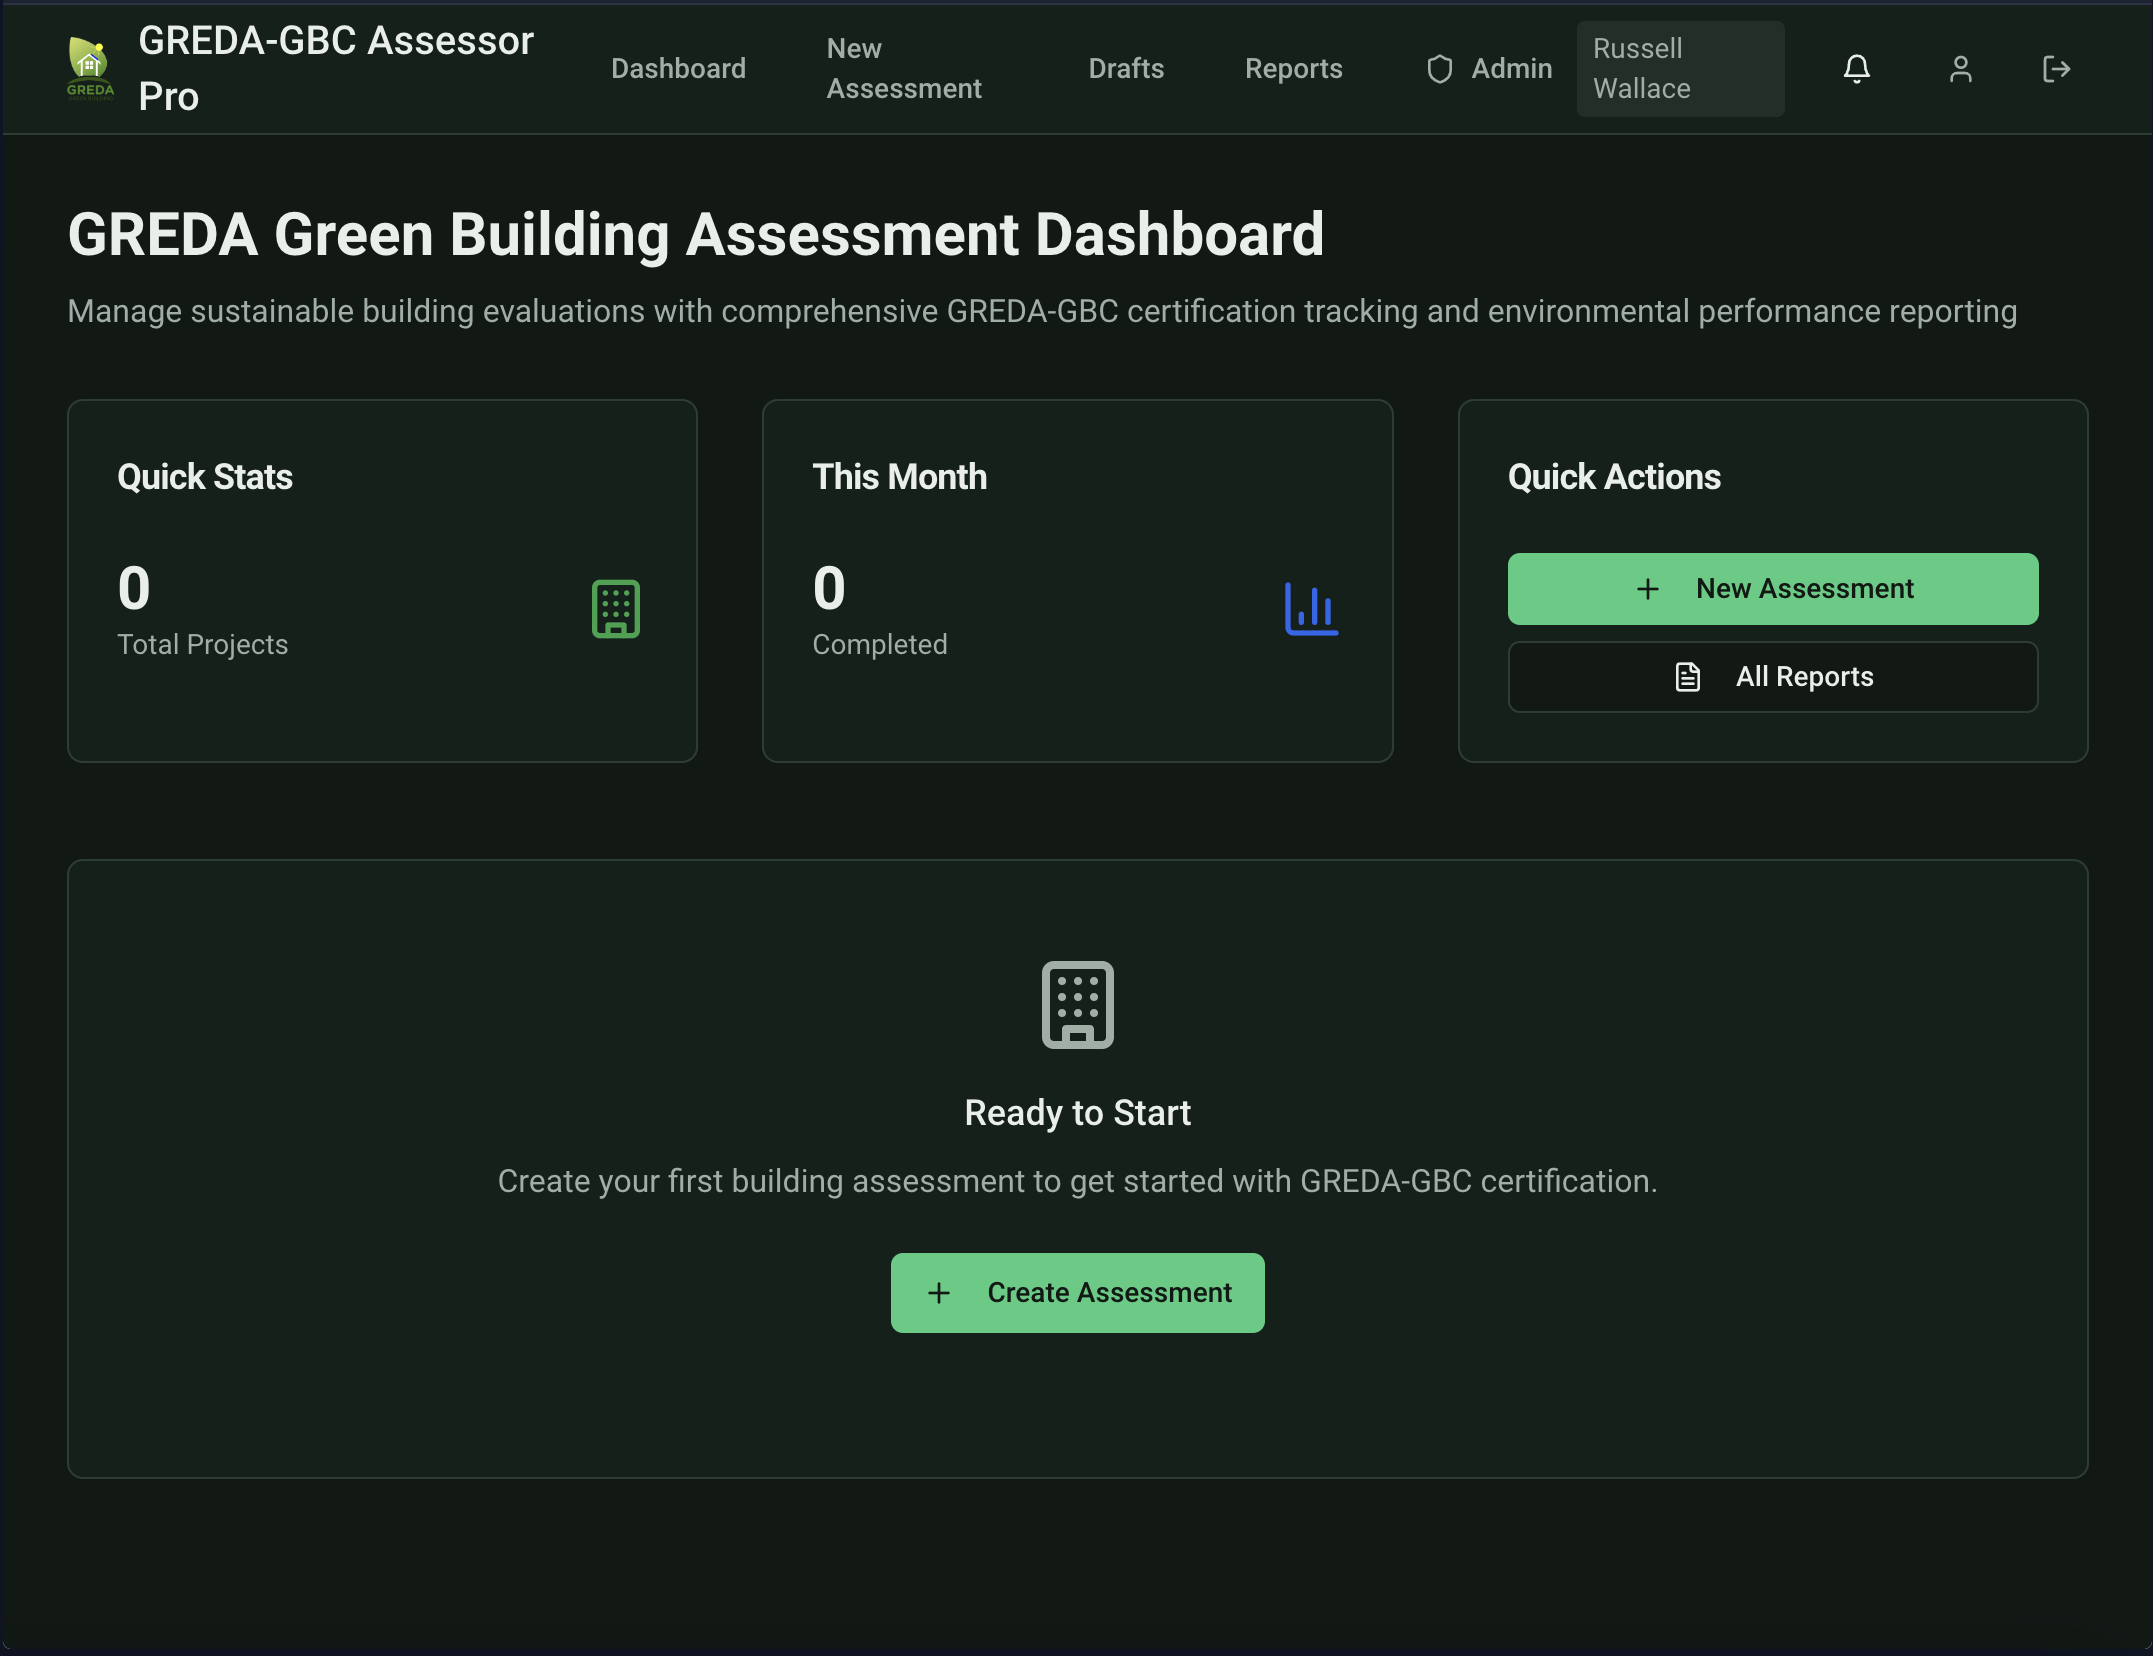 GREDA
GREDA-GBC Assessor
Pro
Dashboard
New
Assessment
Drafts
Reports
Admin
Russell
Wallace
GREDA Green Building Assessment Dashboard
Manage sustainable building evaluations with comprehensive GREDA-GBC certification tracking and environmental performance reporting
Quick Stats
0
Total Projects
This Month
0
Completed
Quick Actions
New Assessment
All Reports
Ready to Start
Create your first building assessment to get started with GREDA-GBC certification.
Create Assessment